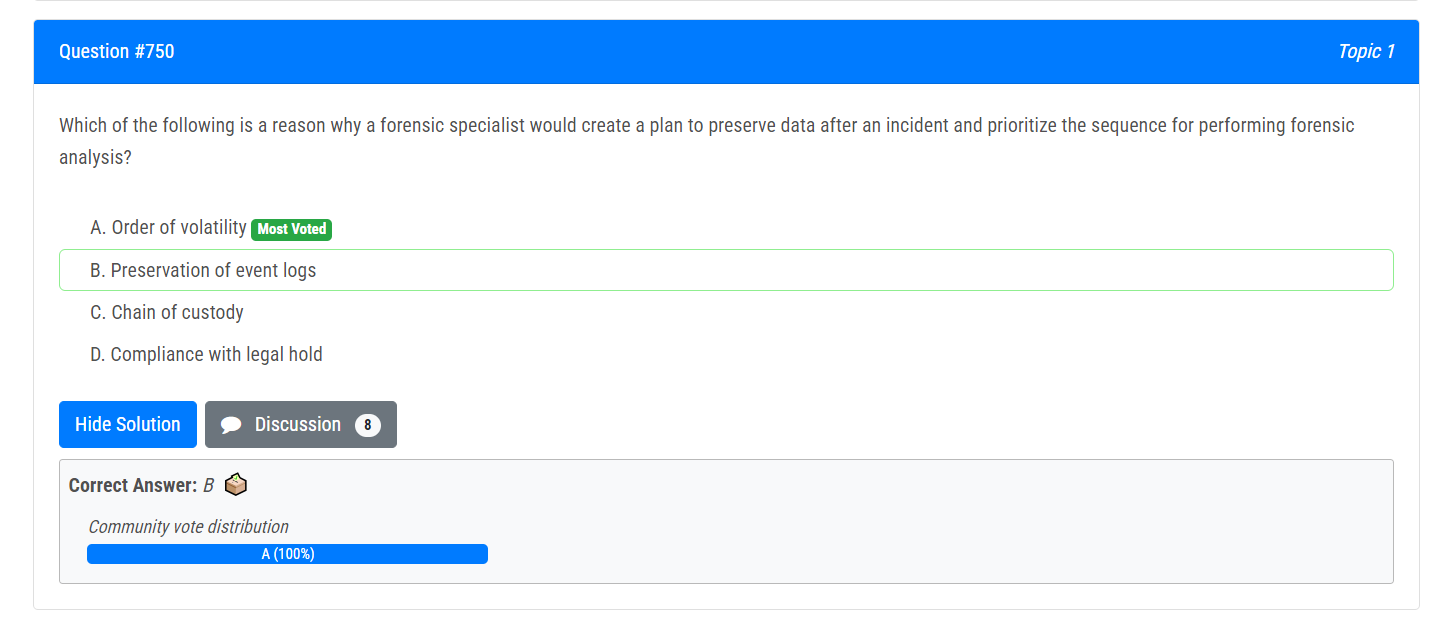 Question #750
Topic 1
Which of the following is a reason why a forensic specialist would create a plan to preserve data after an incident and prioritize the sequence for performing forensic
analysis?
A. Order of volatility Most Voted
B. Preservation of event logs
C. Chain of custody
D. Compliance with legal hold
Hide Solution
Discussion 8
Correct Answer: B
Community vote distribution
A (100%)